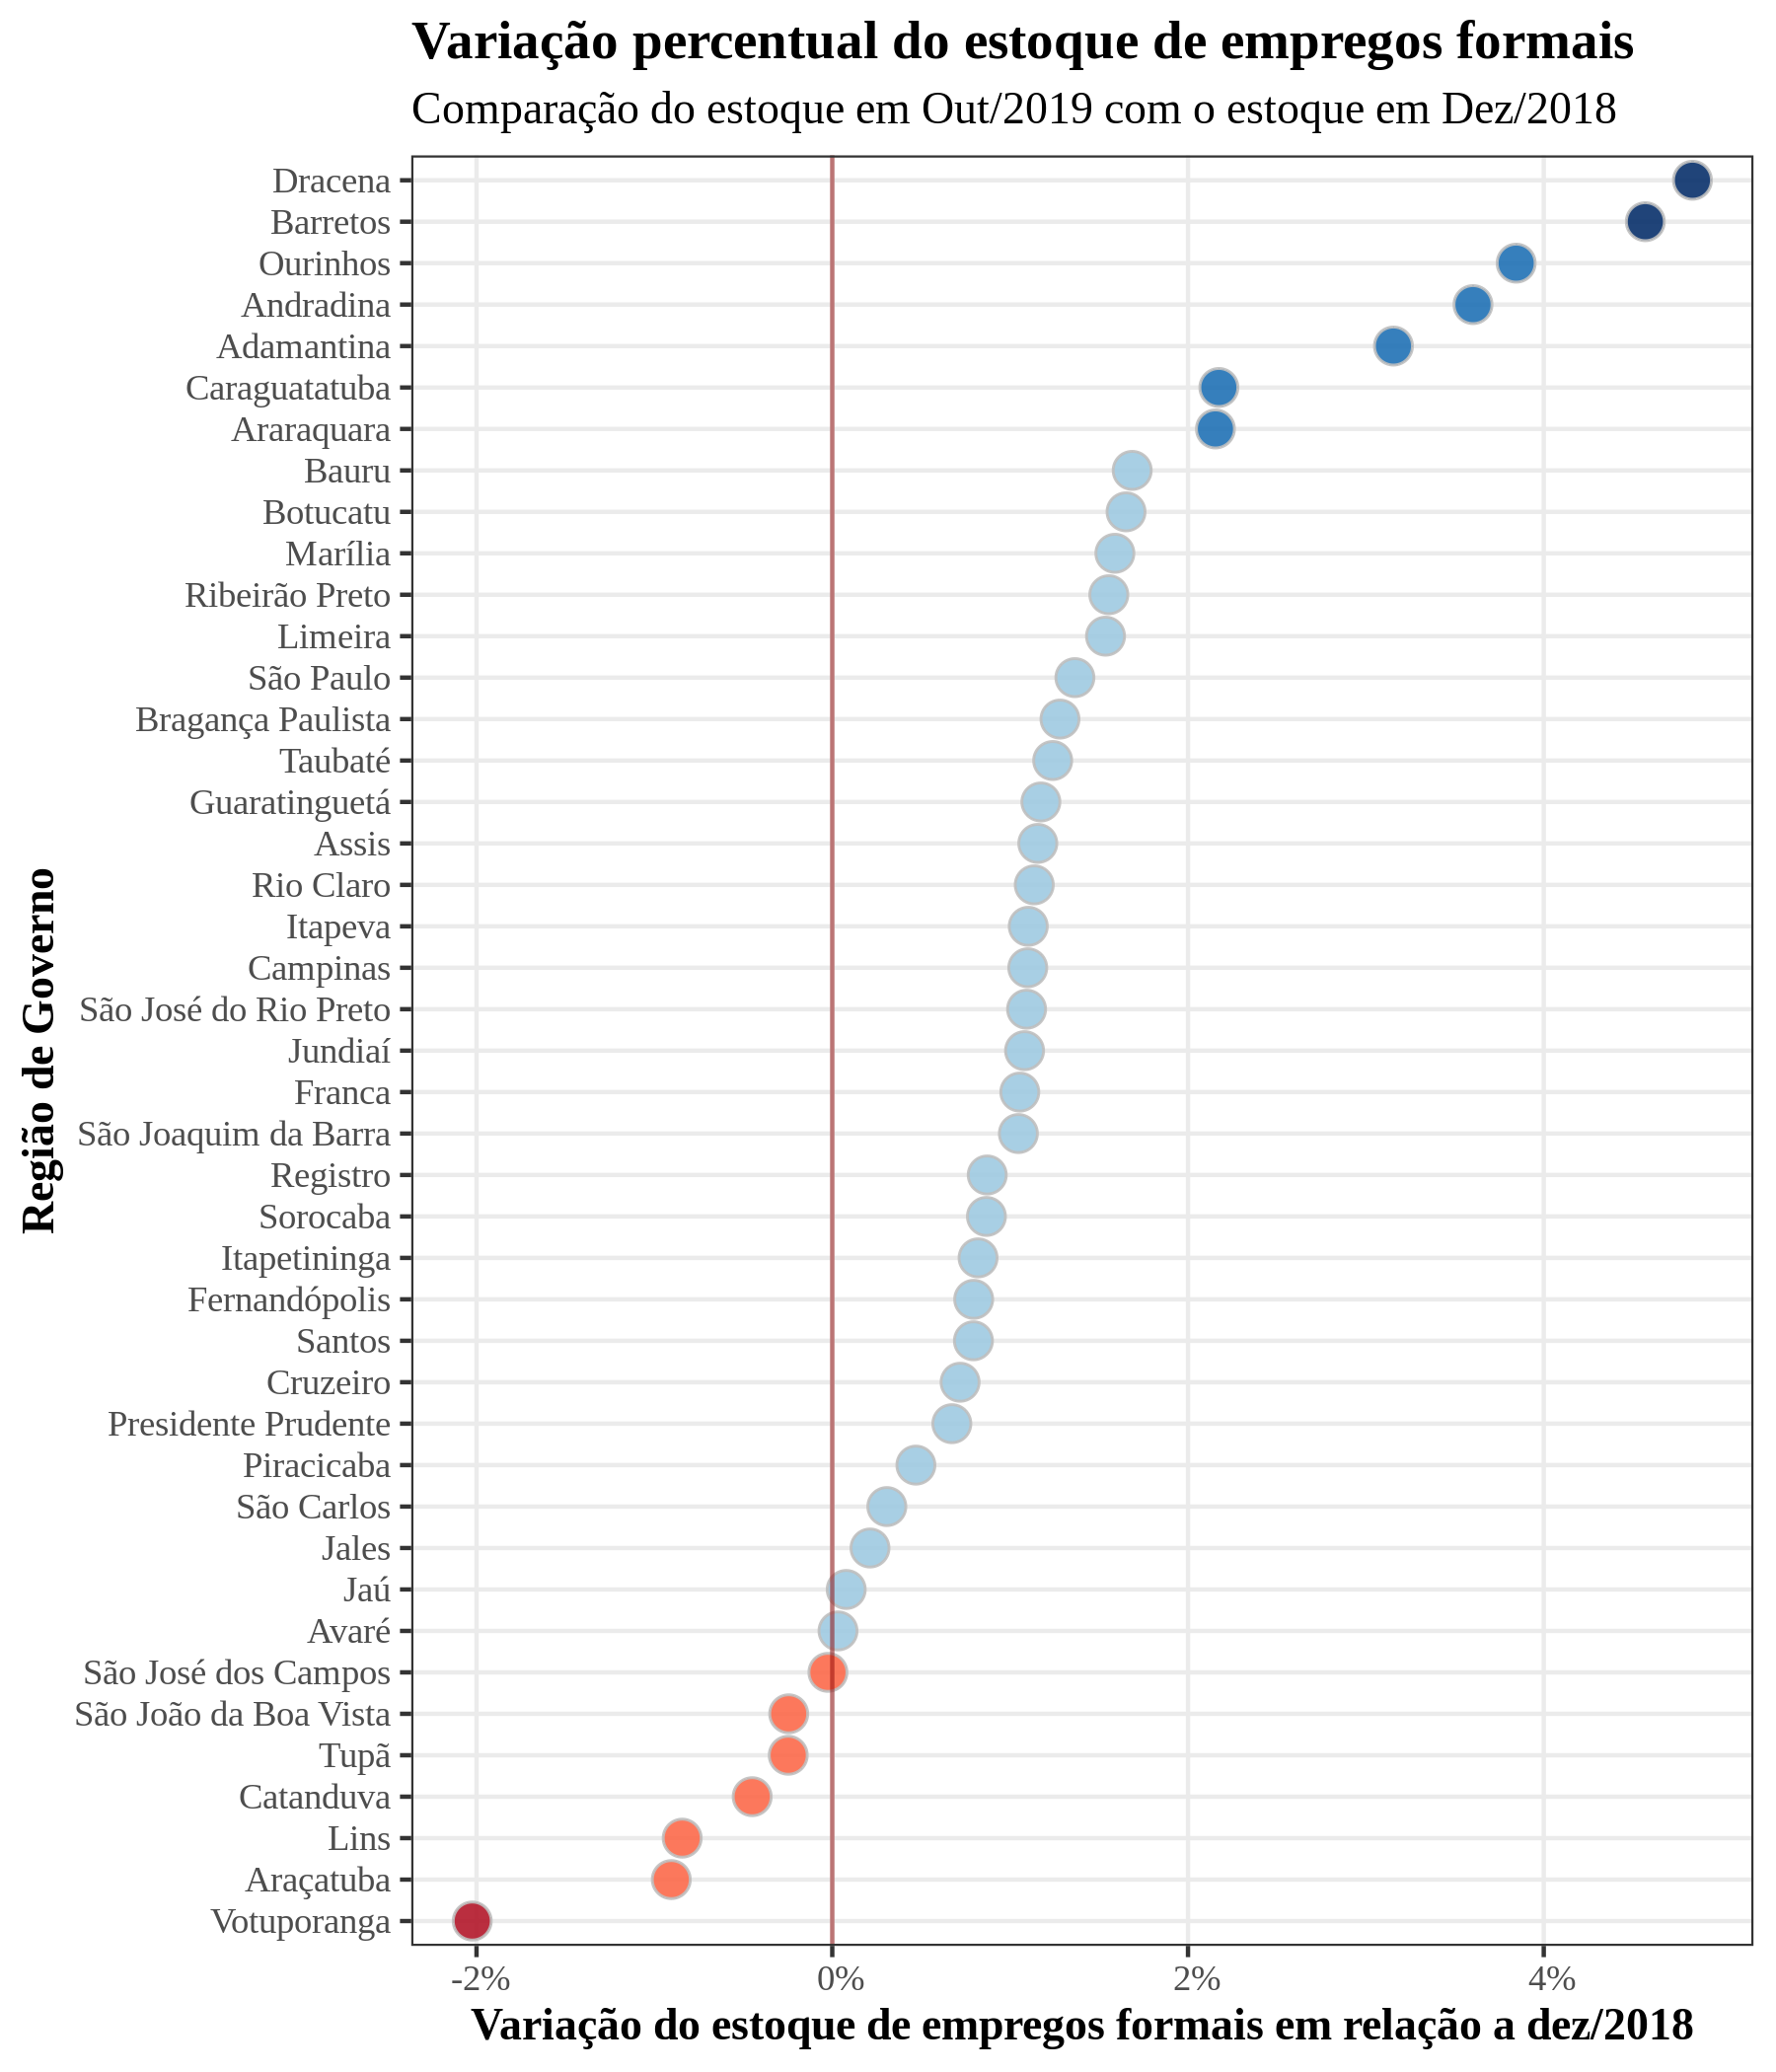 Variação percentual do estoque de empregos formais
Comparação do estoque em Out/2019 com o estoque em Dez/2018
Região de Governo
Dracena
Barretos
Ourinhos
Andradina
Adamantina
Caraguatatuba
Araraquara
Bauru
Botucatu
Marília
Ribeirão Preto
Limeira
São Paulo
Bragança Paulista
Taubaté
Guaratinguetá
Assis
Rio Claro
Itapeva
Campinas
São José do Rio Preto
Jundiaí
Franca
São Joaquim da Barra
Registro
Sorocaba
Itapetininga
Fernandópolis
Santos
Cruzeiro
Presidente Prudente
Piracicaba
São Carlos
Jales
Jaú
Avaré
São José dos Campos
São João da Boa Vista
Tupã
Catanduva
Lins
Araçatuba
Votuporanga
-2% 0% 2% 4%
Variação do estoque de empregos formais em relação a dez/2018